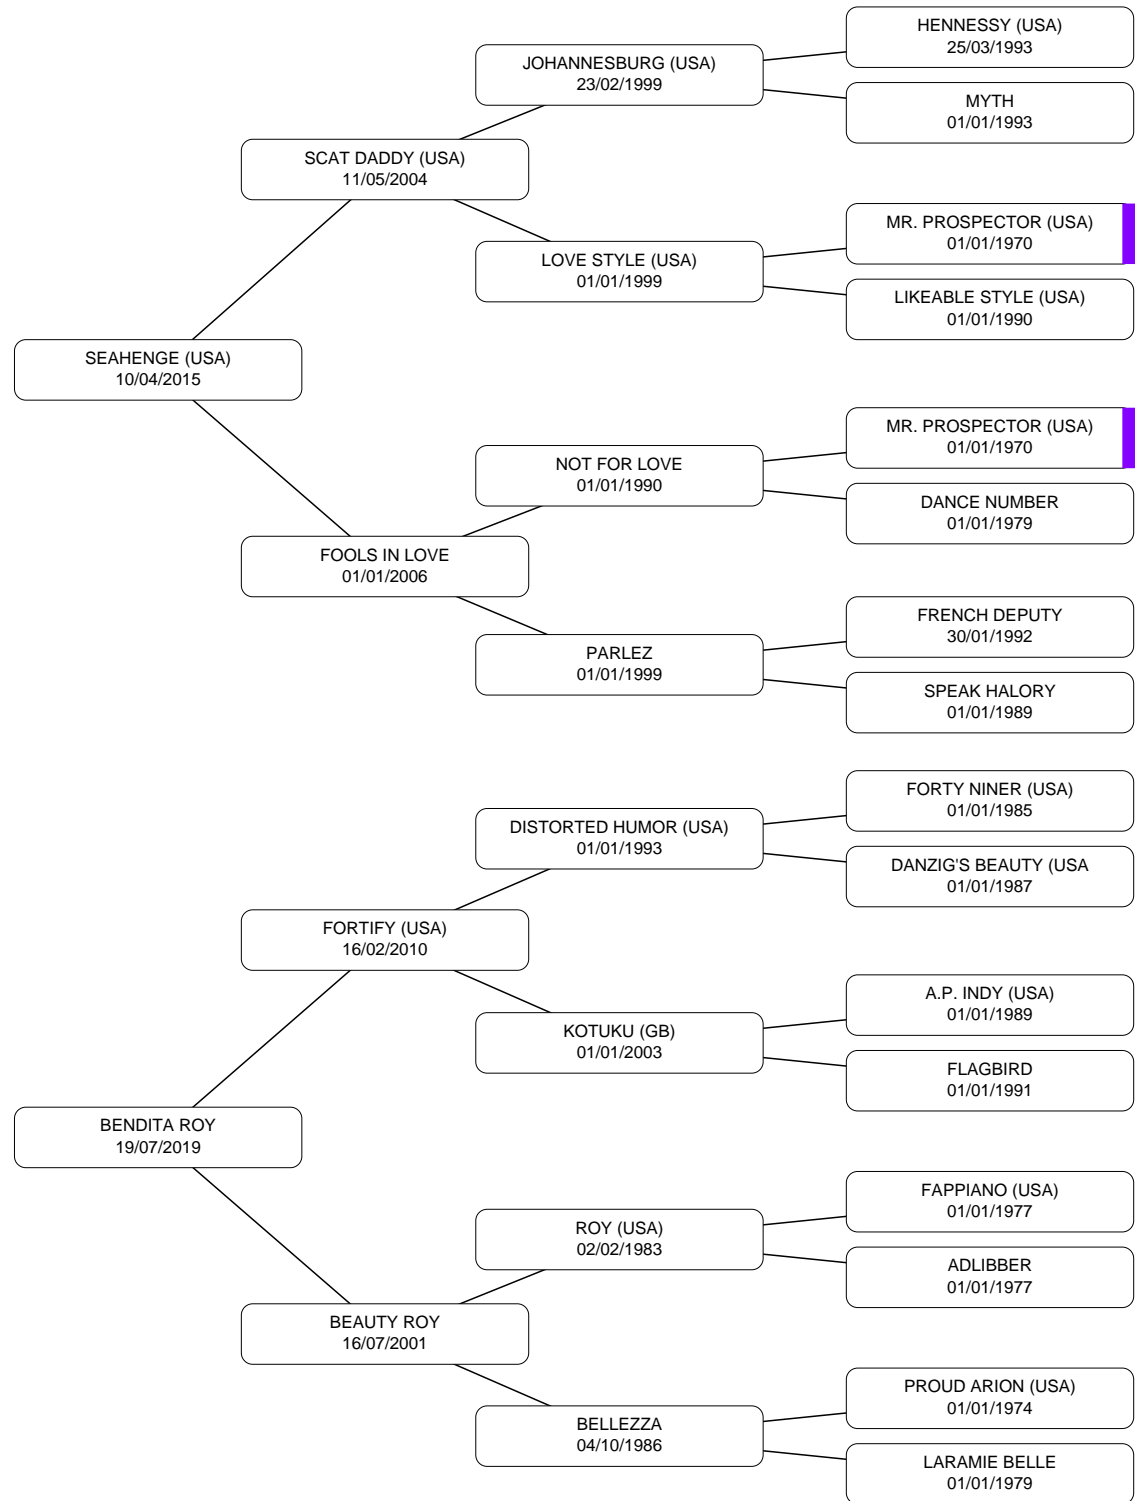 HENNESSY (USA)
25/03/1993
JOHANNESBURG (USA)
23/02/1999
MYTH
01/01/1993
SCAT DADDY (USA)
11/05/2004
MR. PROSPECTOR (USA)
01/01/1970
LOVE STYLE (USA)
01/01/1999
LIKEABLE STYLE (USA)
01/01/1990
SEAHENGE (USA)
10/04/2015
MR. PROSPECTOR (USA)
01/01/1970
NOT FOR LOVE
01/01/1990
DANCE NUMBER
01/01/1979
FOOLS IN LOVE
01/01/2006
FRENCH DEPUTY
30/01/1992
PARLEZ
01/01/1999
SPEAK HALORY
01/01/1989
FORTY NINER (USA)
01/01/1985
DISTORTED HUMOR (USA)
01/01/1993
DANZIG'S BEAUTY (USA
01/01/1987
FORTIFY (USA)
16/02/2010
A.P. INDY (USA)
01/01/1989
KOTUKU (GB)
01/01/2003
FLAGBIRD
01/01/1991
BENDITA ROY
19/07/2019
FAPPIANO (USA)
01/01/1977
ROY (USA)
02/02/1983
ADLIBBER
01/01/1977
BEAUTY ROY
16/07/2001
PROUD ARION (USA)
01/01/1974
BELLEZZA
04/10/1986
LARAMIE BELLE
01/01/1979